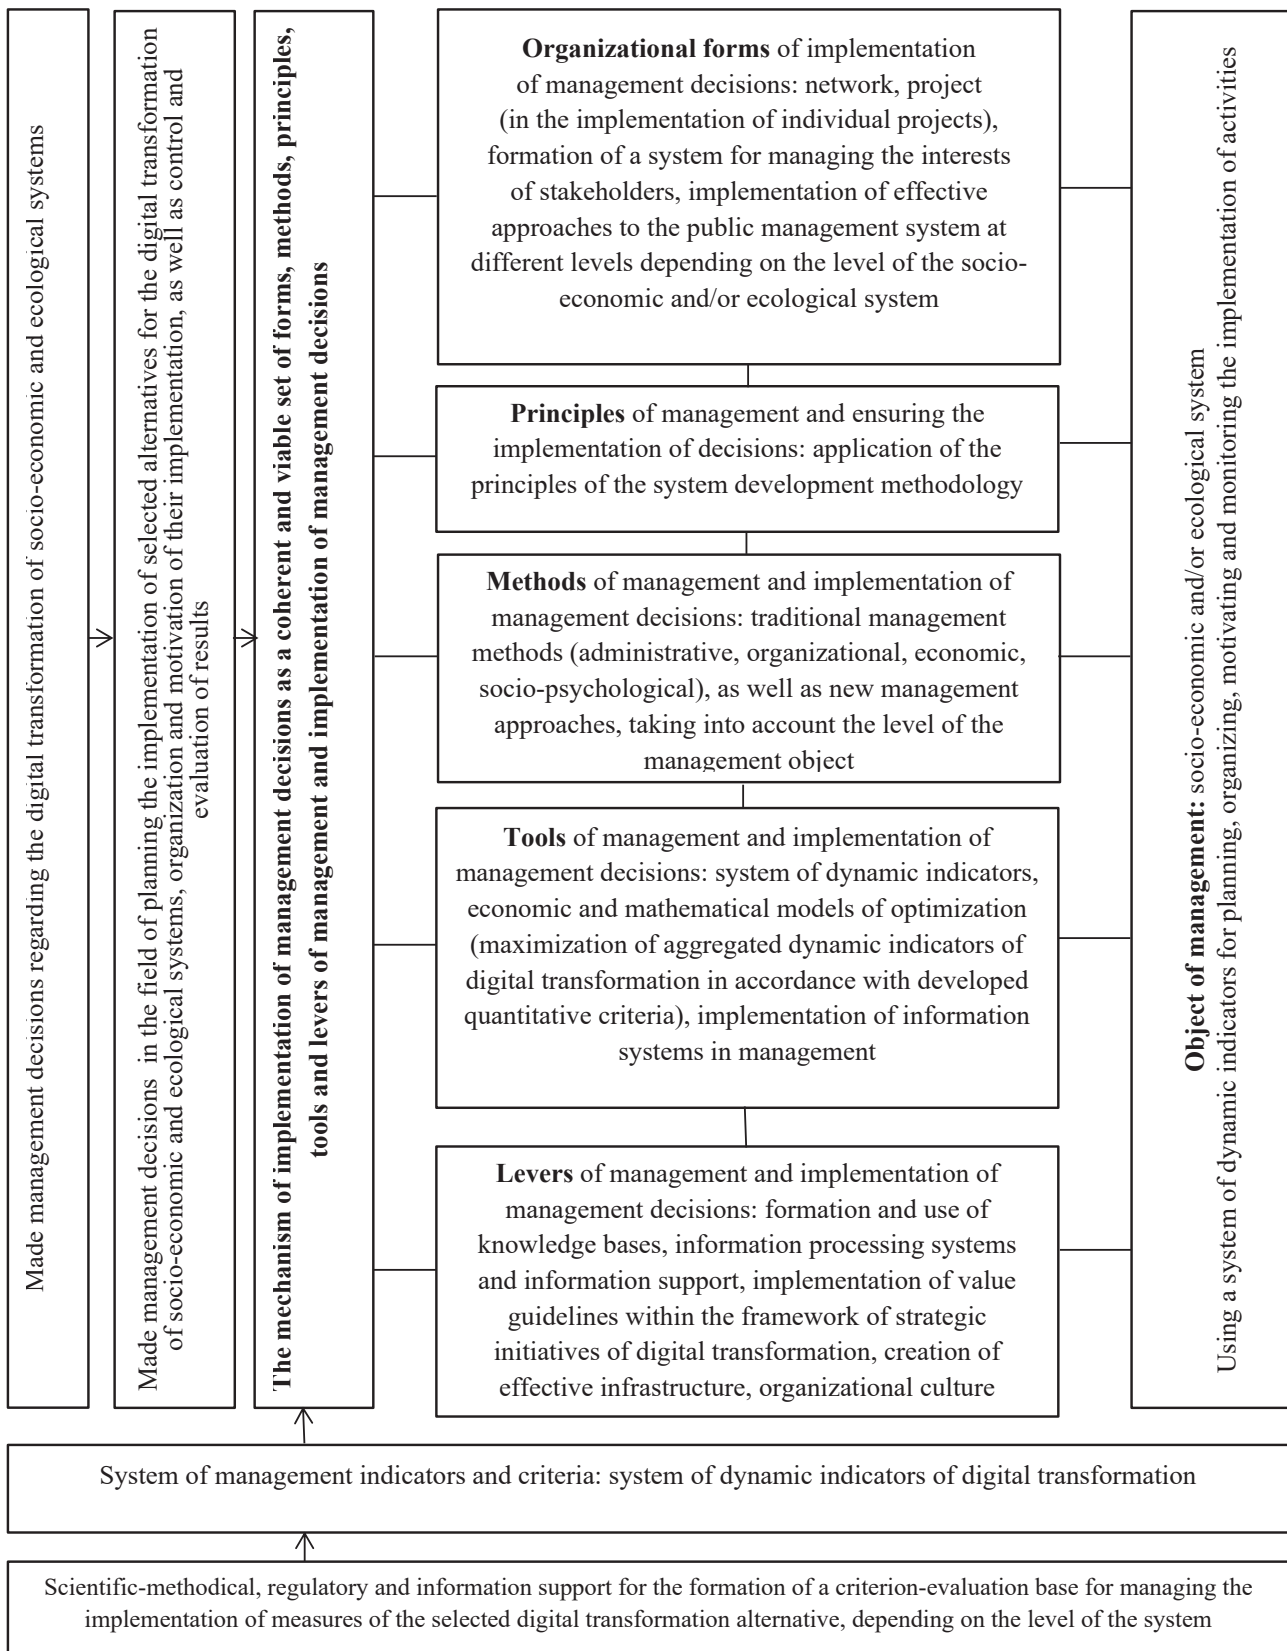 Made management decisions regarding the digital transformation of socio-economic and ecological systems
Made management decisions in the field of planning the implementation of selected alternatives for the digital transformation
of socio-economic and ecological systems, organization and motivation of their implementation, as well as control and
evaluation of results
The mechanism of implementation of management decisions as a coherent and viable set of forms, methods, principles,
tools and levers of management and implementation of management decisions
Organizational forms of implementation
of management decisions: network, project
(in the implementation of individual projects),
formation of a system for managing the interests
of stakeholders, implementation of effective
approaches to the public management system at
different levels depending on the level of the socio-
economic and/or ecological system
Principles of management and ensuring the
implementation of decisions: application of the
principles of the system development methodology
Methods of management and implementation of
management decisions: traditional management
methods (administrative, organizational, economic,
socio-psychological), as well as new management
approaches, taking into account the level of the
management object
Tools of management and implementation of
management decisions: system of dynamic indicators,
economic and mathematical models of optimization
(maximization of aggregated dynamic indicators of
digital transformation in accordance with developed
quantitative criteria), implementation of information
systems in management
Levers of management and implementation of
management decisions: formation and use of
knowledge bases, information processing systems
and information support, implementation of value
guidelines within the framework of strategic
initiatives of digital transformation, creation of
effective infrastructure, organizational culture
Object of management: socio-economic and/or ecological system
Using a system of dynamic indicators for planning, organizing, motivating and monitoring the implementation of activities
System of management indicators and criteria: system of dynamic indicators of digital transformation
Scientific-methodical, regulatory and information support for the formation of a criterion-evaluation base for managing the
implementation of measures of the selected digital transformation alternative, depending on the level of the system